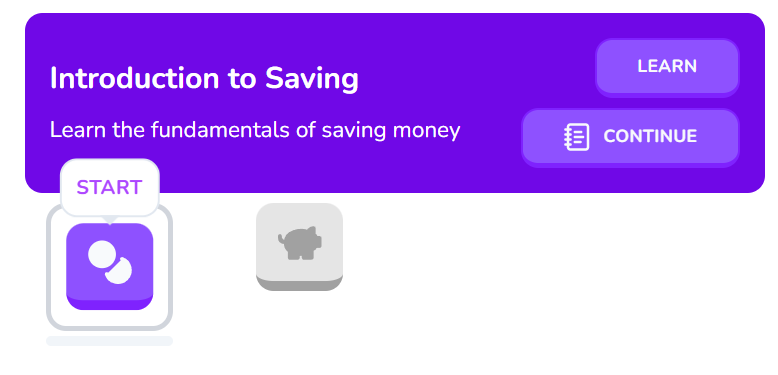 Introduction to Saving
LEARN
Learn the fundamentals of saving money
CONTINUE
START